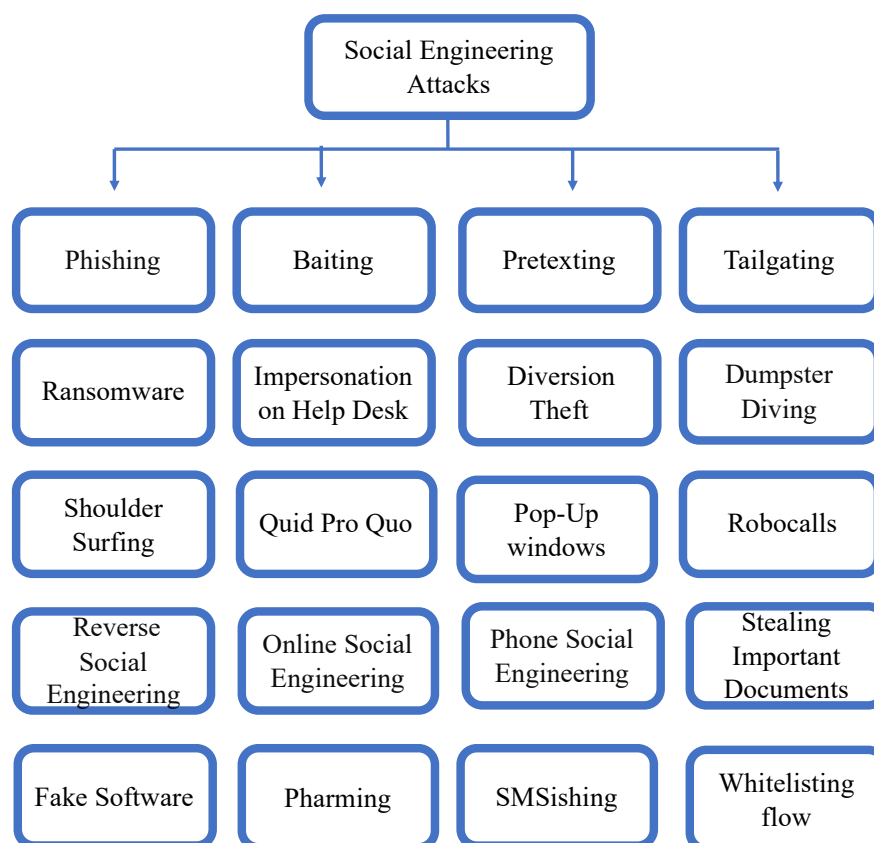 Social Engineering
Attacks
Phishing
Baiting
Pretexting
Tailgating
Ransomware
Impersonation
on Help Desk
Diversion
Theft
Dumpster
Diving
Shoulder
Surfing
Quid Pro Quo
Pop-Up
windows
Robocalls
Reverse
Social
Engineering
Online Social
Engineering
Phone Social
Engineering
Stealing
Important
Documents
Fake Software
Pharming
SMSishing
Whitelisting
flow